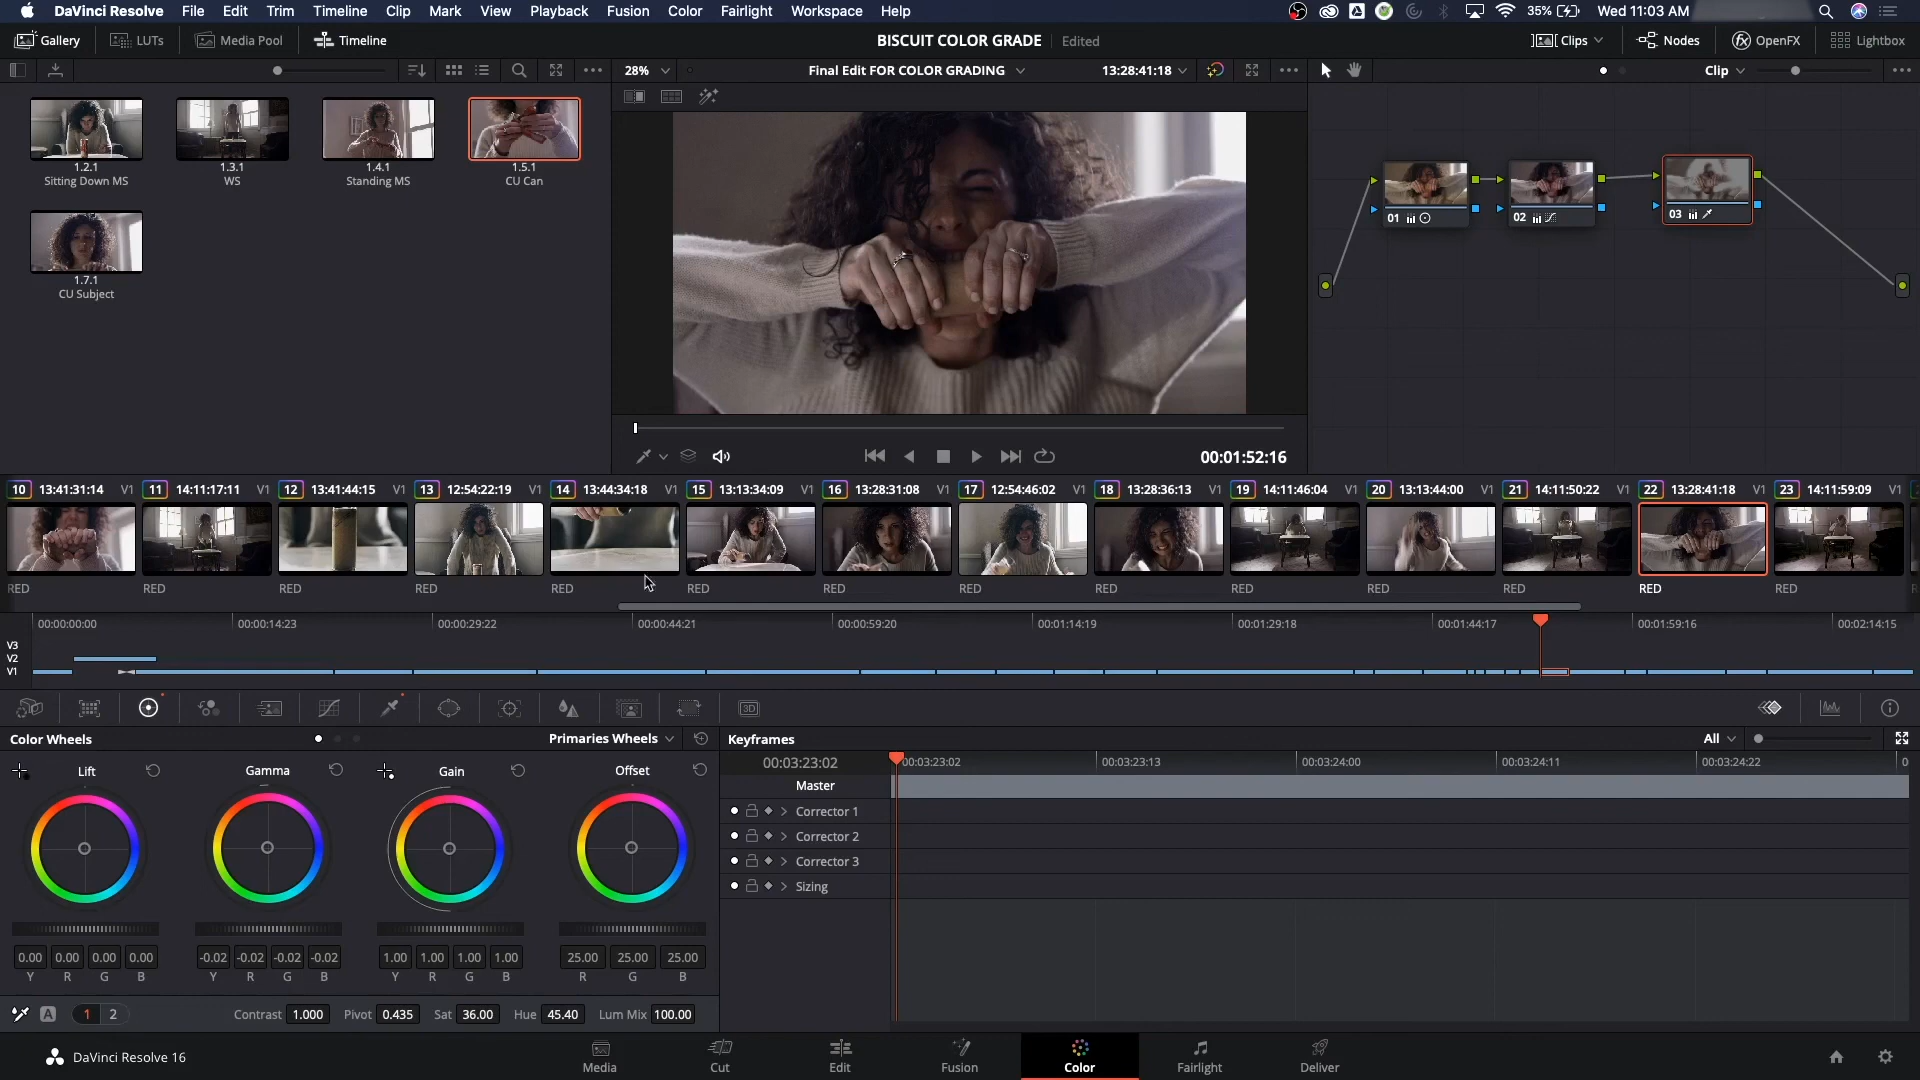 DaVinci Resolve File Edit Trim Timeline Clip Mark View Playback Fusion Color Fairlight Workspace Help 35% Wed 11:03 AM
Gallery LUTs Media Pool Timeline BISCUIT COLOR GRADE Edited Clips Nodes OpenFX Lightbox
28% Final Edit FOR COLOR GRADING 13:28:41:18 Clip
1.2.1 1.3.1 1.4.1 1.5.1
Sitting Down MS WS Standing MS CU Can
1.7.1
CU Subject
01 02 03
00:01:52:16
10 13:41:31:14 V1 11 14:11:17:11 V1 12 13:41:44:15 V1 13 12:54:22:19 V1 14 13:44:34:18 V1 15 13:13:34:09 V1 16 13:28:31:08 V1 17 12:54:46:02 V1 18 13:28:36:13 V1 19 14:11:46:04 V1 20 13:13:44:00 V1 21 14:11:50:22 V1 22 13:28:41:18 V1 23 14:11:59:09 V1
RED RED RED RED RED RED RED RED RED RED RED RED RED RED
00:00:00:00 00:00:14:23 00:00:29:22 00:00:44:21 00:00:59:20 00:01:14:19 00:01:29:18 00:01:44:17 00:01:59:16 00:02:14:15
V3
V2
V1
3D
Color Wheels Primaries Wheels Keyframes All
Lift Gamma Gain Offset 00:03:23:02 00:03:23:02 00:03:23:13 00:03:24:00 00:03:24:11 00:03:24:22 0
Master
Corrector 1
Corrector 2
Corrector 3
Sizing
0.00 0.00 0.00 0.00 -0.02 -0.02 -0.02 -0.02 1.00 1.00 1.00 1.00 25.00 25.00 25.00
Y R G B Y R G B Y R G B R G B
A 1 2 Contrast 1.000 Pivot 0.435 Sat 36.00 Hue 45.40 Lum Mix 100.00
DaVinci Resolve 16 Media Cut Edit Fusion Color Fairlight Deliver